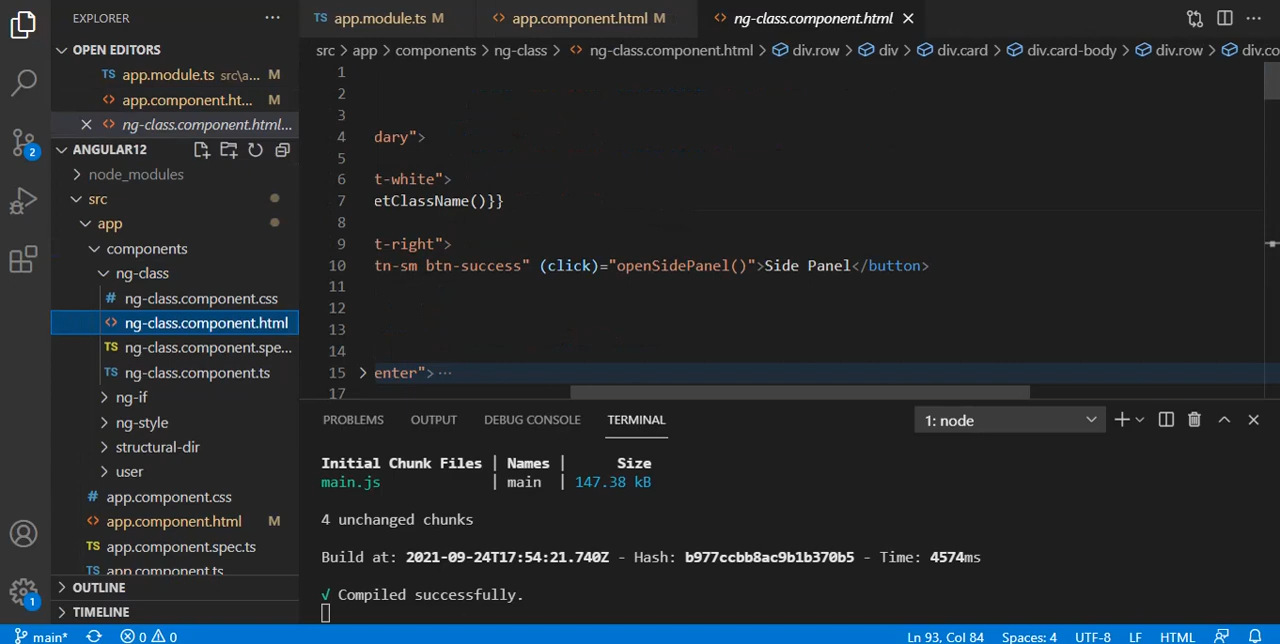 EXPLORER
app.module.ts M
app.component.html M
ng-class.component.html
OPEN EDITORS
src > app > components > ng-class > ng-class.component.html > div.row > div > div.card > div.card-body > div.row > div.co
app.module.ts src\a... M
app.component.ht... M
ng-class.component.html...
ANGULAR12
node_modules
src
app
components
ng-class
ng-class.component.css
ng-class.component.html
ng-class.component.spe...
ng-class.component.ts
ng-if
ng-style
structural-dir
user
app.component.css
app.component.html M
app.component.spec.ts
app.component.ts
OUTLINE
TIMELINE
1
2
3
4 dary">
5
6 t-white">
7 etClassName()}}
8
9 t-right">
10 tn-sm btn-success" (click)="openSidePanel()">Side Panel</button>
11
12
13
14
15 enter">...
17
PROBLEMS OUTPUT DEBUG CONSOLE TERMINAL 1: node
Initial Chunk Files | Names | Size
main.js | main | 147.38 kB
4 unchanged chunks
Build at: 2021-09-24T17:54:21.740Z - Hash: b977ccbb8ac9b1b370b5 - Time: 4574ms
√ Compiled successfully.
2
1
main* 0 0 Ln 93, Col 84 Spaces: 4 UTF-8 LF HTML